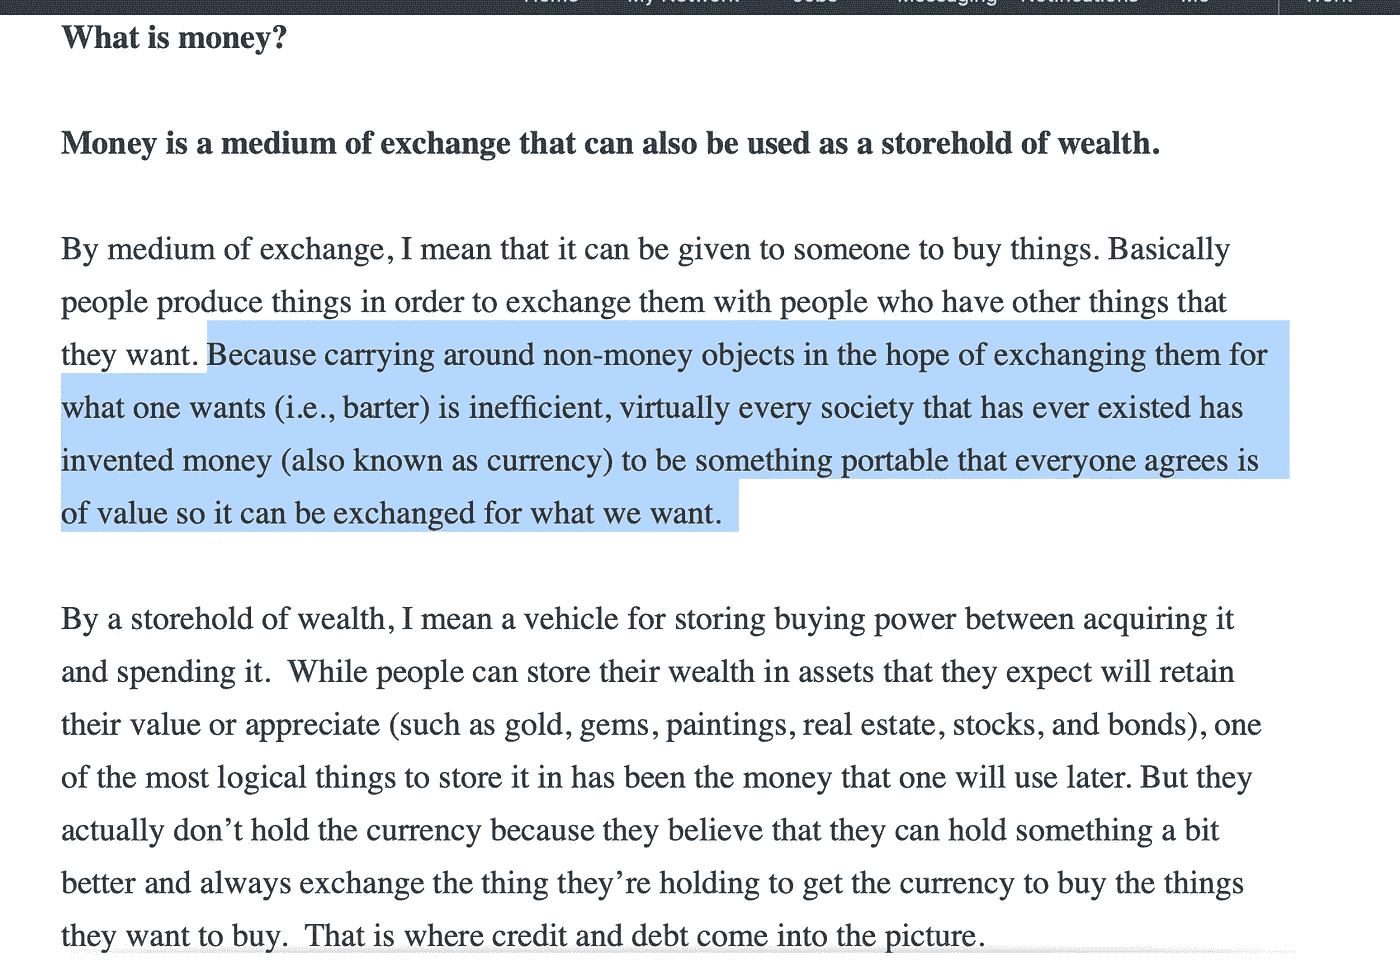 Home My Network Jobs Messaging Notifications Me Work
What is money?
Money is a medium of exchange that can also be used as a storehold of wealth.
By medium of exchange, I mean that it can be given to someone to buy things. Basically
people produce things in order to exchange them with people who have other things that
they want. Because carrying around non-money objects in the hope of exchanging them for
what one wants (i.e., barter) is inefficient, virtually every society that has ever existed has
invented money (also known as currency) to be something portable that everyone agrees is
of value so it can be exchanged for what we want.
By a storehold of wealth, I mean a vehicle for storing buying power between acquiring it
and spending it.  While people can store their wealth in assets that they expect will retain
their value or appreciate (such as gold, gems, paintings, real estate, stocks, and bonds), one
of the most logical things to store it in has been the money that one will use later. But they
actually don’t hold the currency because they believe that they can hold something a bit
better and always exchange the thing they’re holding to get the currency to buy the things
they want to buy.  That is where credit and debt come into the picture.